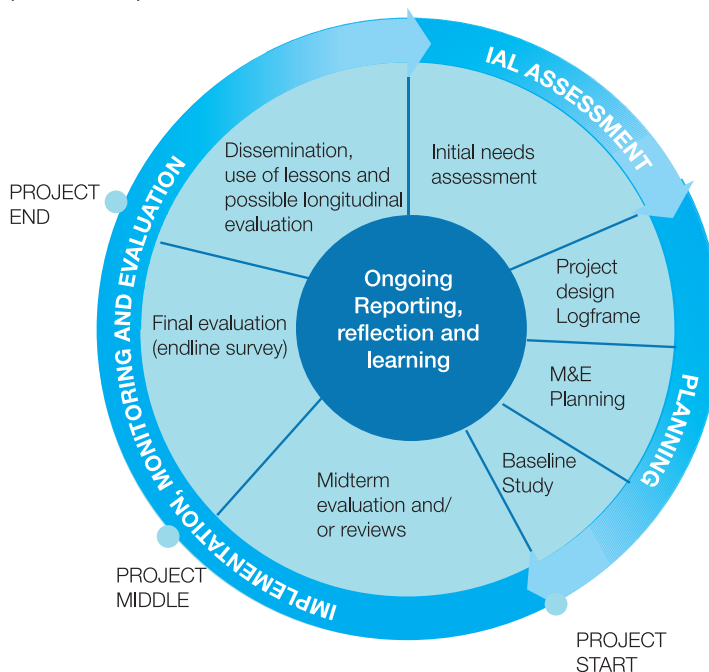 IAL ASSESSMENT
Dissemination,
use of lessons and
possible longitudinal
evaluation
Initial needs
assessment
PROJECT
END
Ongoing
Reporting,
reflection and
learning
Project
design
Logframe
Final evaluation
(endline survey)
M&E
Planning
PLANNING
Baseline
Study
Midterm
evaluation and/
or reviews
IMPLEMENTATION, MONITORING AND EVALUATION
PROJECT
MIDDLE
PROJECT
START